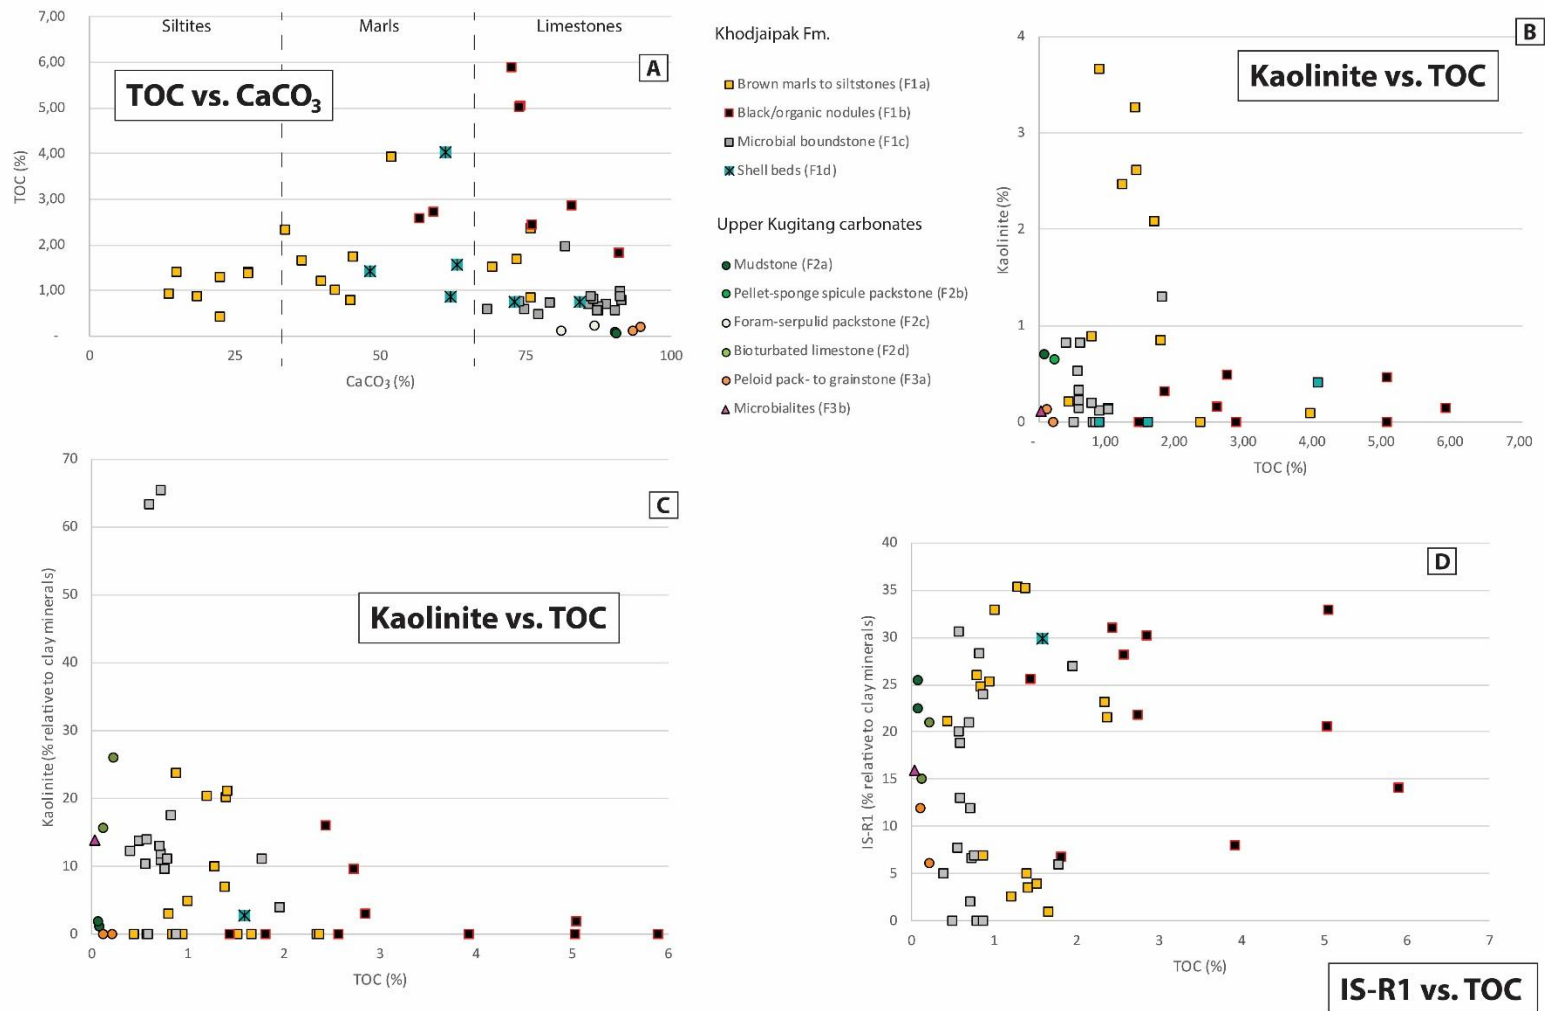 7,00
6,00
5,00
4,00
3,00
2,00
1,00
-
TOC (%)
Siltites
Marls
Limestones
A
TOC vs. CaCO3
0
25
50
75
100
CaCO3 (%)
Khodjaipak Fm.
Brown marls to siltstones (F1a)
Black/organic nodules (F1b)
Microbial boundstone (F1c)
Shell beds (F1d)
Upper Kugitang carbonates
Mudstone (F2a)
Pellet-sponge spicule packstone (F2b)
Foram-serpulid packstone (F2c)
Bioturbated limestone (F2d)
Peloid pack- to grainstone (F3a)
Microbialites (F3b)
B
Kaolinite vs. TOC
4
3
2
1
0
Kaolinite (%)
-
1,00
2,00
3,00
4,00
5,00
6,00
7,00
TOC (%)
70
60
50
40
30
20
10
0
Kaolinite (% relative to clay minerals)
C
Kaolinite vs. TOC
0
1
2
3
4
5
6
TOC (%)
40
35
30
25
20
15
10
5
0
IS-R1 (% relative to clay minerals)
D
0
1
2
3
4
5
6
7
TOC (%)
IS-R1 vs. TOC